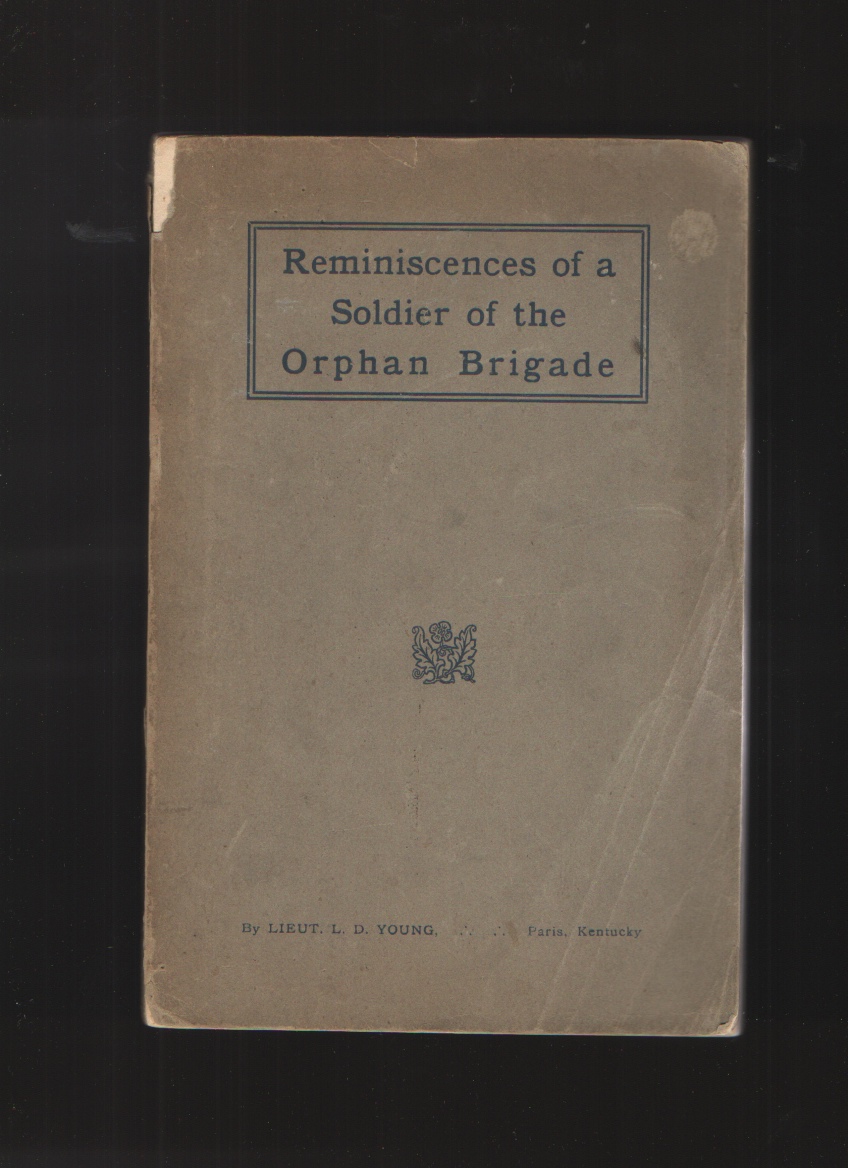 Reminiscences of a
Soldier of the
Orphan Brigade
By LIEUT. L. D. YOUNG, ∴ ∴ Paris, Kentucky